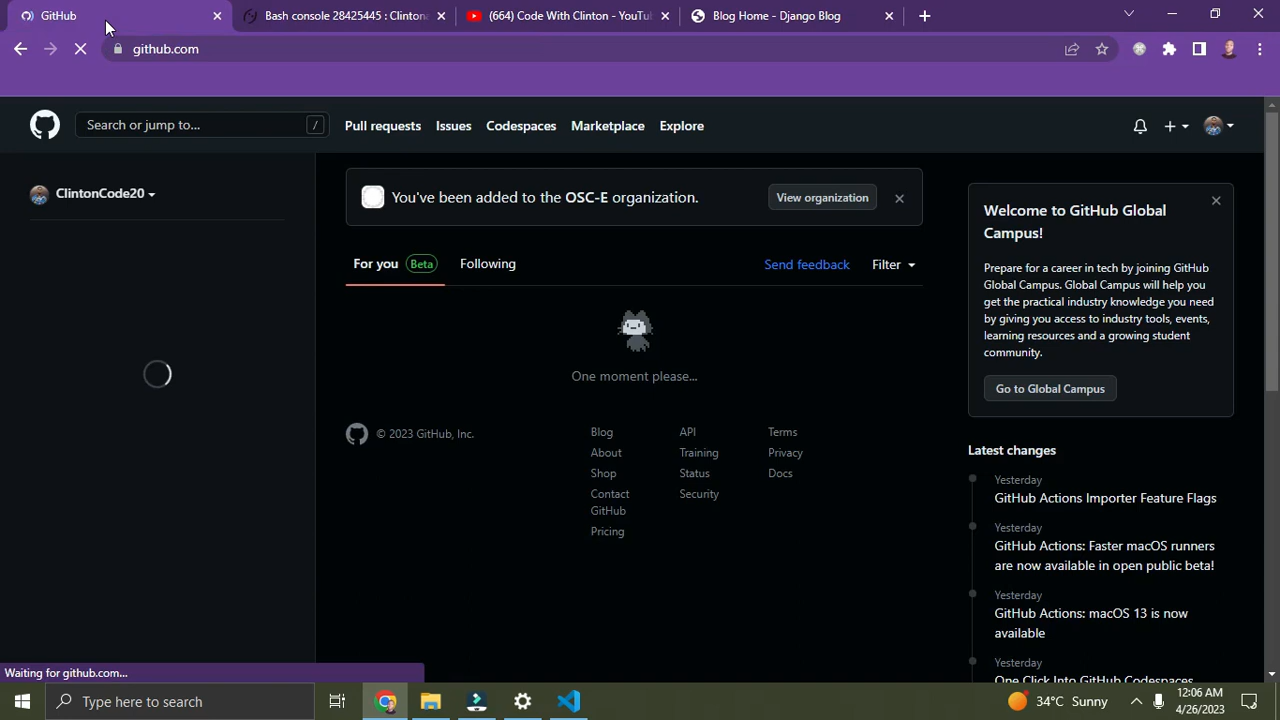 GitHub
Bash console 28425445 : Clinton
(664) Code With Clinton - YouTu
Blog Home - Django Blog
github.com
Search or jump to...
/
Pull requests
Issues
Codespaces
Marketplace
Explore
ClintonCode20
You've been added to the OSC-E organization.
View organization
For you
Beta
Following
Send feedback
Filter
One moment please...
© 2023 GitHub, Inc.
Blog
About
Shop
Contact
GitHub
Pricing
API
Training
Status
Security
Terms
Privacy
Docs
Welcome to GitHub Global
Campus!
Prepare for a career in tech by joining GitHub
Global Campus. Global Campus will help you
get the practical industry knowledge you need
by giving you access to industry tools, events,
learning resources and a growing student
community.
Go to Global Campus
Latest changes
Yesterday
GitHub Actions Importer Feature Flags
Yesterday
GitHub Actions: Faster macOS runners
are now available in open public beta!
Yesterday
GitHub Actions: macOS 13 is now
available
Yesterday
One Click Into GitHub Codespaces
Waiting for github.com...
Type here to search
34°C Sunny
12:06 AM
4/26/2023